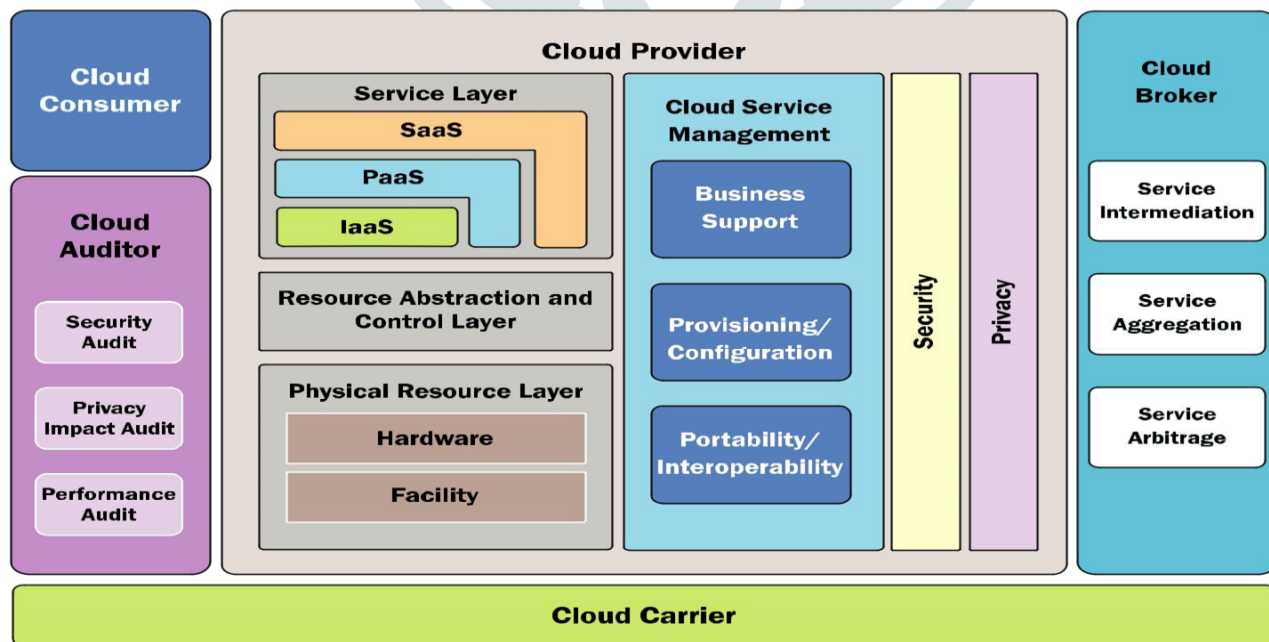 Cloud
Consumer
Cloud
Auditor
Security
Audit
Privacy
Impact Audit
Performance
Audit
Cloud Provider
Service Layer
SaaS
PaaS
IaaS
Resource Abstraction and
Control Layer
Physical Resource Layer
Hardware
Facility
Cloud Service
Management
Business
Support
Provisioning/
Configuration
Portability/
Interoperability
Security
Privacy
Cloud
Broker
Service
Intermediation
Service
Aggregation
Service
Arbitrage
Cloud Carrier